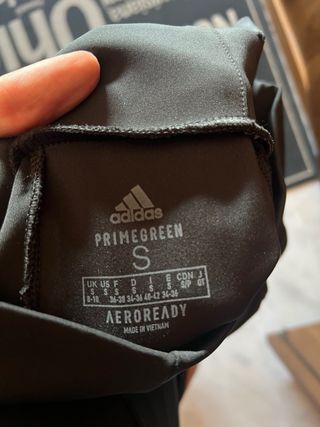 adidas
PRIMEGREEN
S
UK US F D I E CDN J
S S S S S S S/P OT
8-10 36-38 34-36 40-42 34-36
AEROREADY
MADE IN VIETNAM